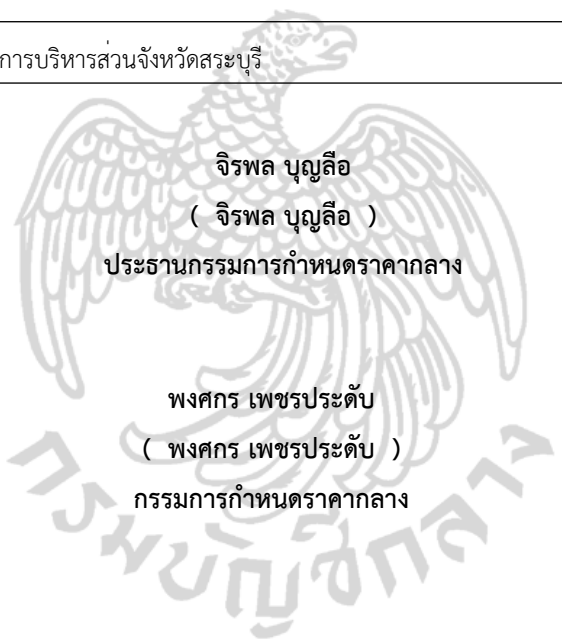 การบริหารส่วนจังหวัดสระบุรี
จิรพล บุญลือ
( จิรพล บุญลือ )
ประธานกรรมการกำหนดราคากลาง
พงศกร เพชรประดับ
( พงศกร เพชรประดับ )
กรรมการกำหนดราคากลาง
กรมบัญชีกลาง